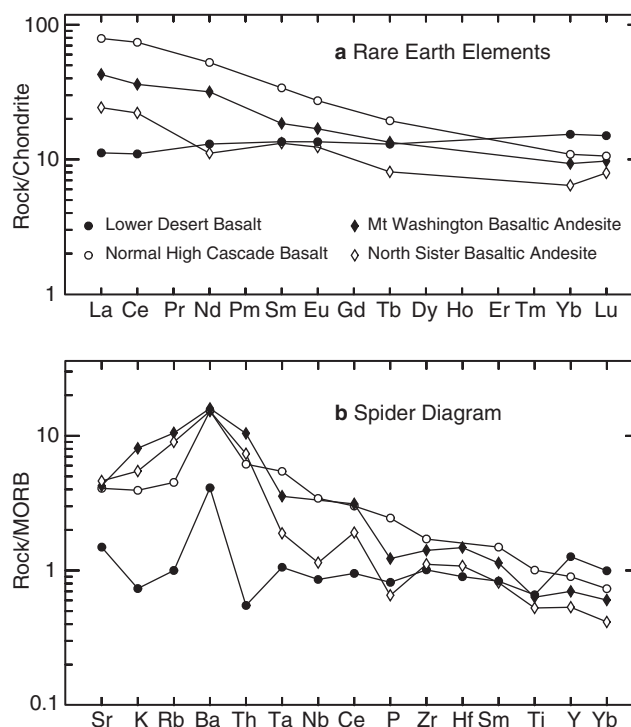 100
a Rare Earth Elements
Rock/Chondrite
10
Lower Desert Basalt
Mt Washington Basaltic Andesite
Normal High Cascade Basalt
North Sister Basaltic Andesite
1
La Ce Pr Nd Pm Sm Eu Gd Tb Dy Ho Er Tm Yb Lu
b Spider Diagram
10
Rock/MORB
1
0.1
Sr K Rb Ba Th Ta Nb Ce P Zr Hf Sm Ti Y Yb